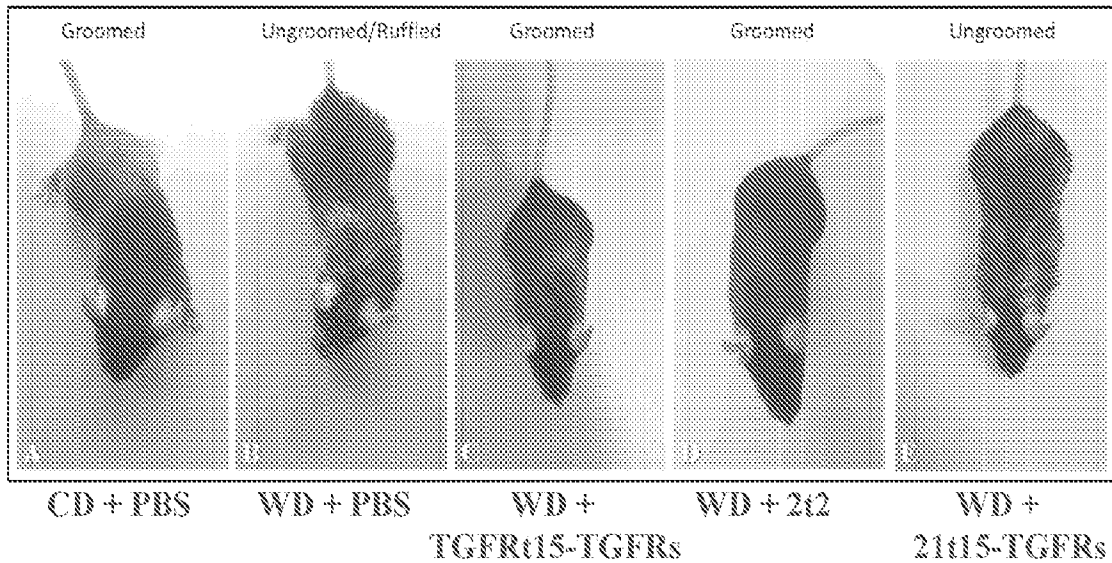 Groomed
Ungroomed/Ruffled
Groomed
Groomed
Ungroomed
A
B
C
D
E
CD + PBS
WD + PBS
WD +
TGFRt15-TGFRs
WD + 2t2
WD +
21t15-TGFRs